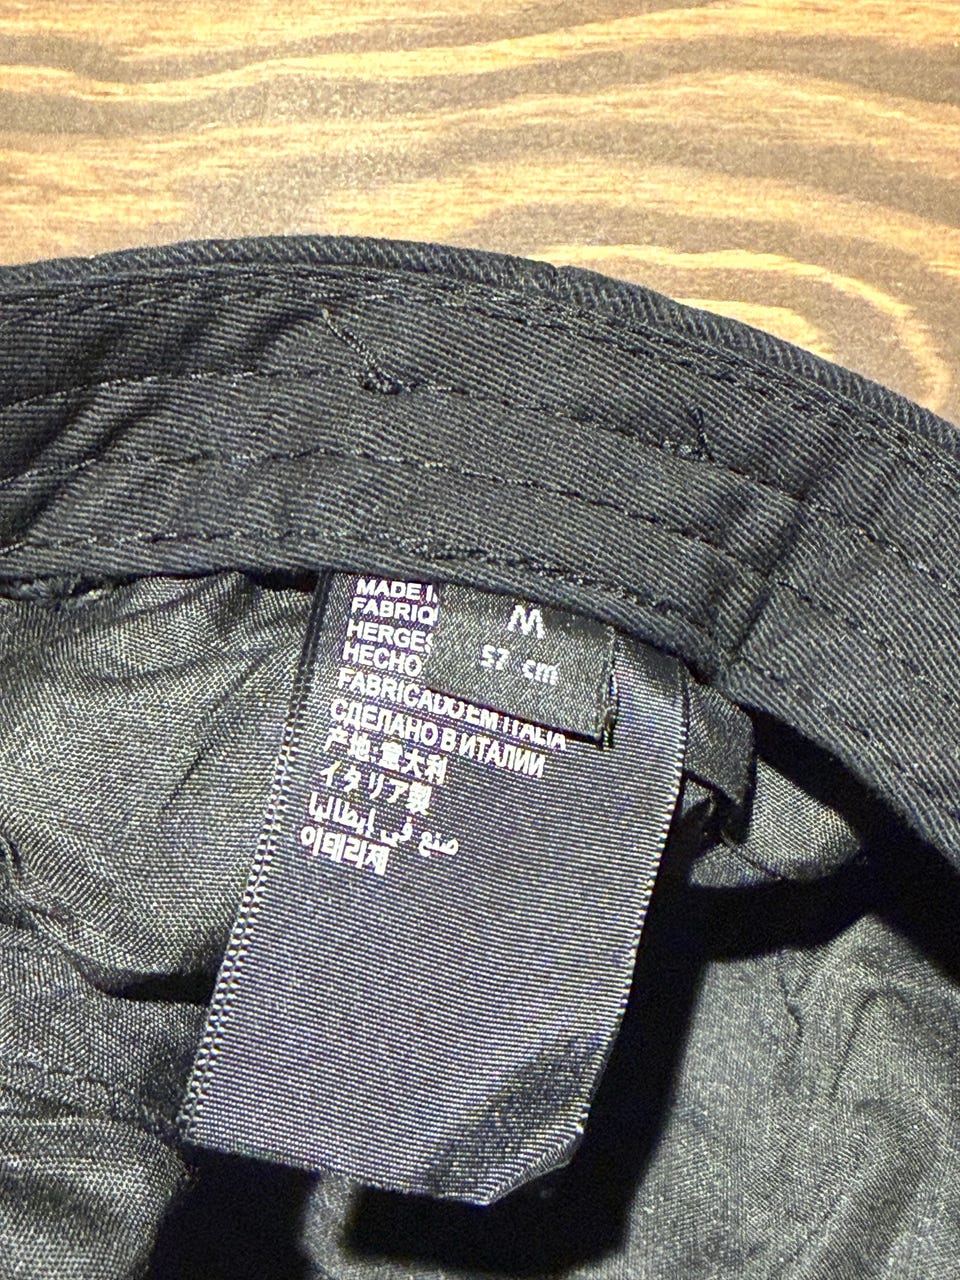 M
57 cm
MADE I
FABRIQ
HERGES
HECHO
FABRICADO EM ITALIA
СДЕЛАНО В ИТАЛИИ
产地:意大利
イタリア製
صنع في ايطاليا
이태리제